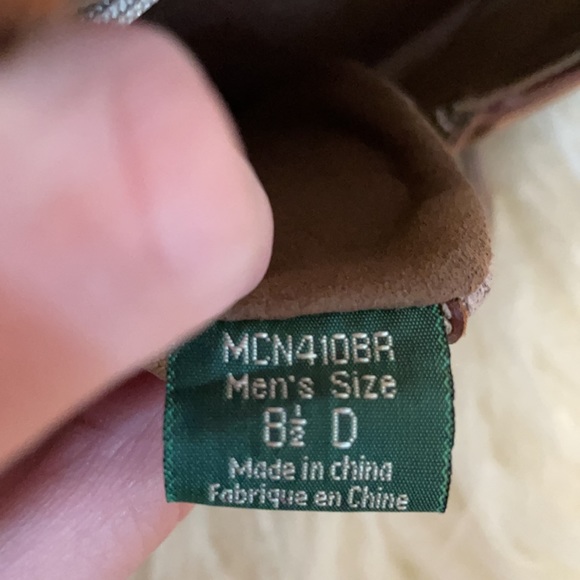 MCN410BR
Men's Size
8½ D
Made in china
Fabrique en Chine